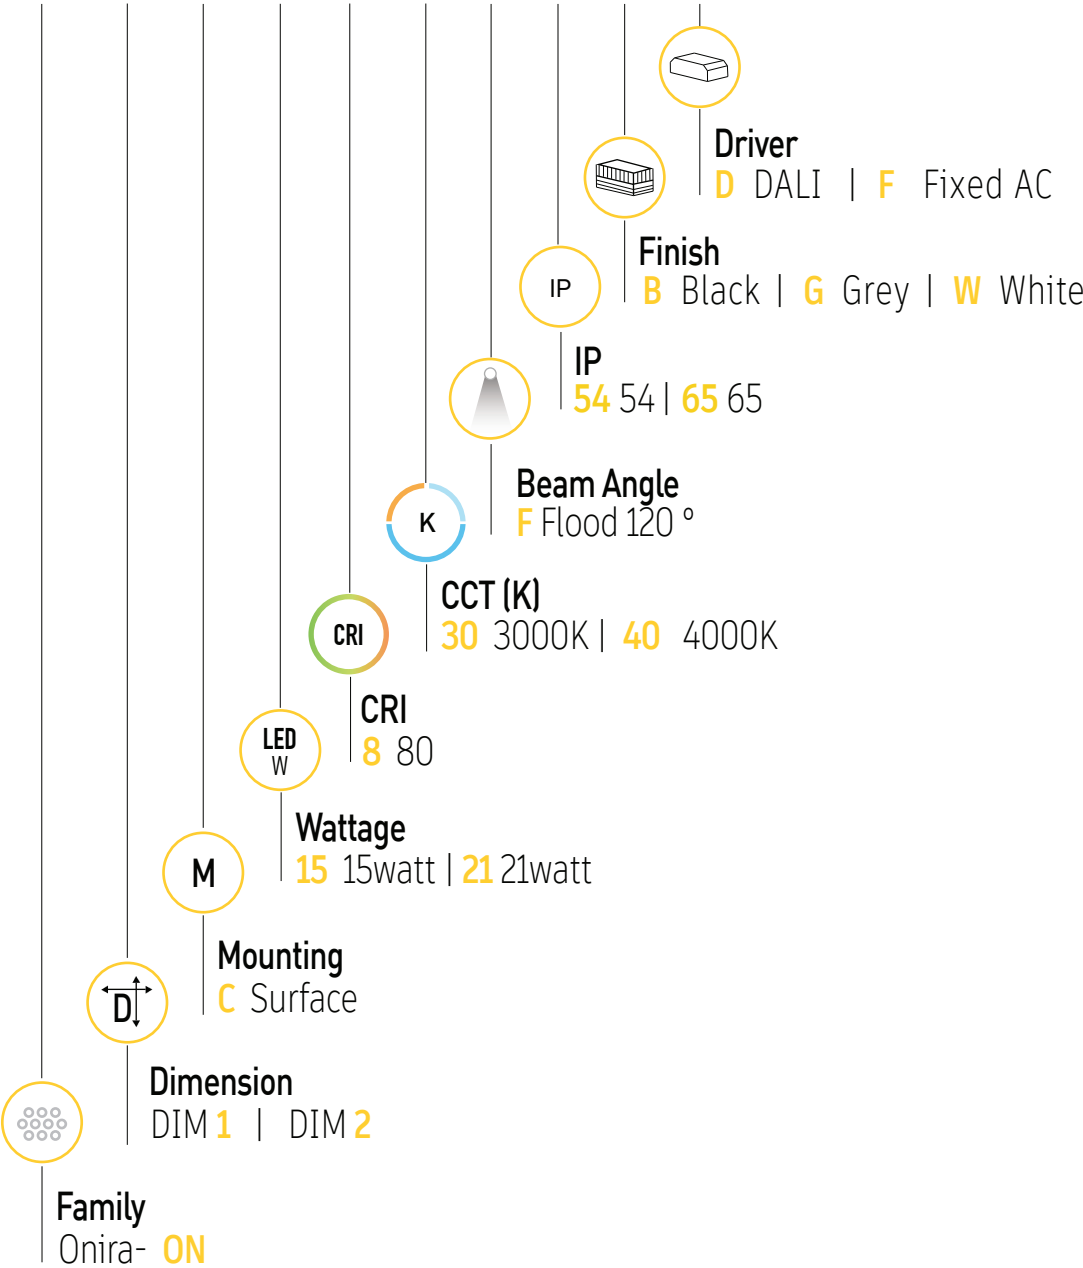 Driver
D DALI | F Fixed AC
Finish
B Black | G Grey | W White
IP
IP
54 54 | 65 65
Beam Angle
F Flood 120 º
K
CCT (K)
30 3000K | 40 4000K
CRI
CRI
8 80
LED
W
Wattage
15 15watt | 21 21watt
M
Mounting
C Surface
D
Dimension
DIM 1 | DIM 2
Family
Onira- ON